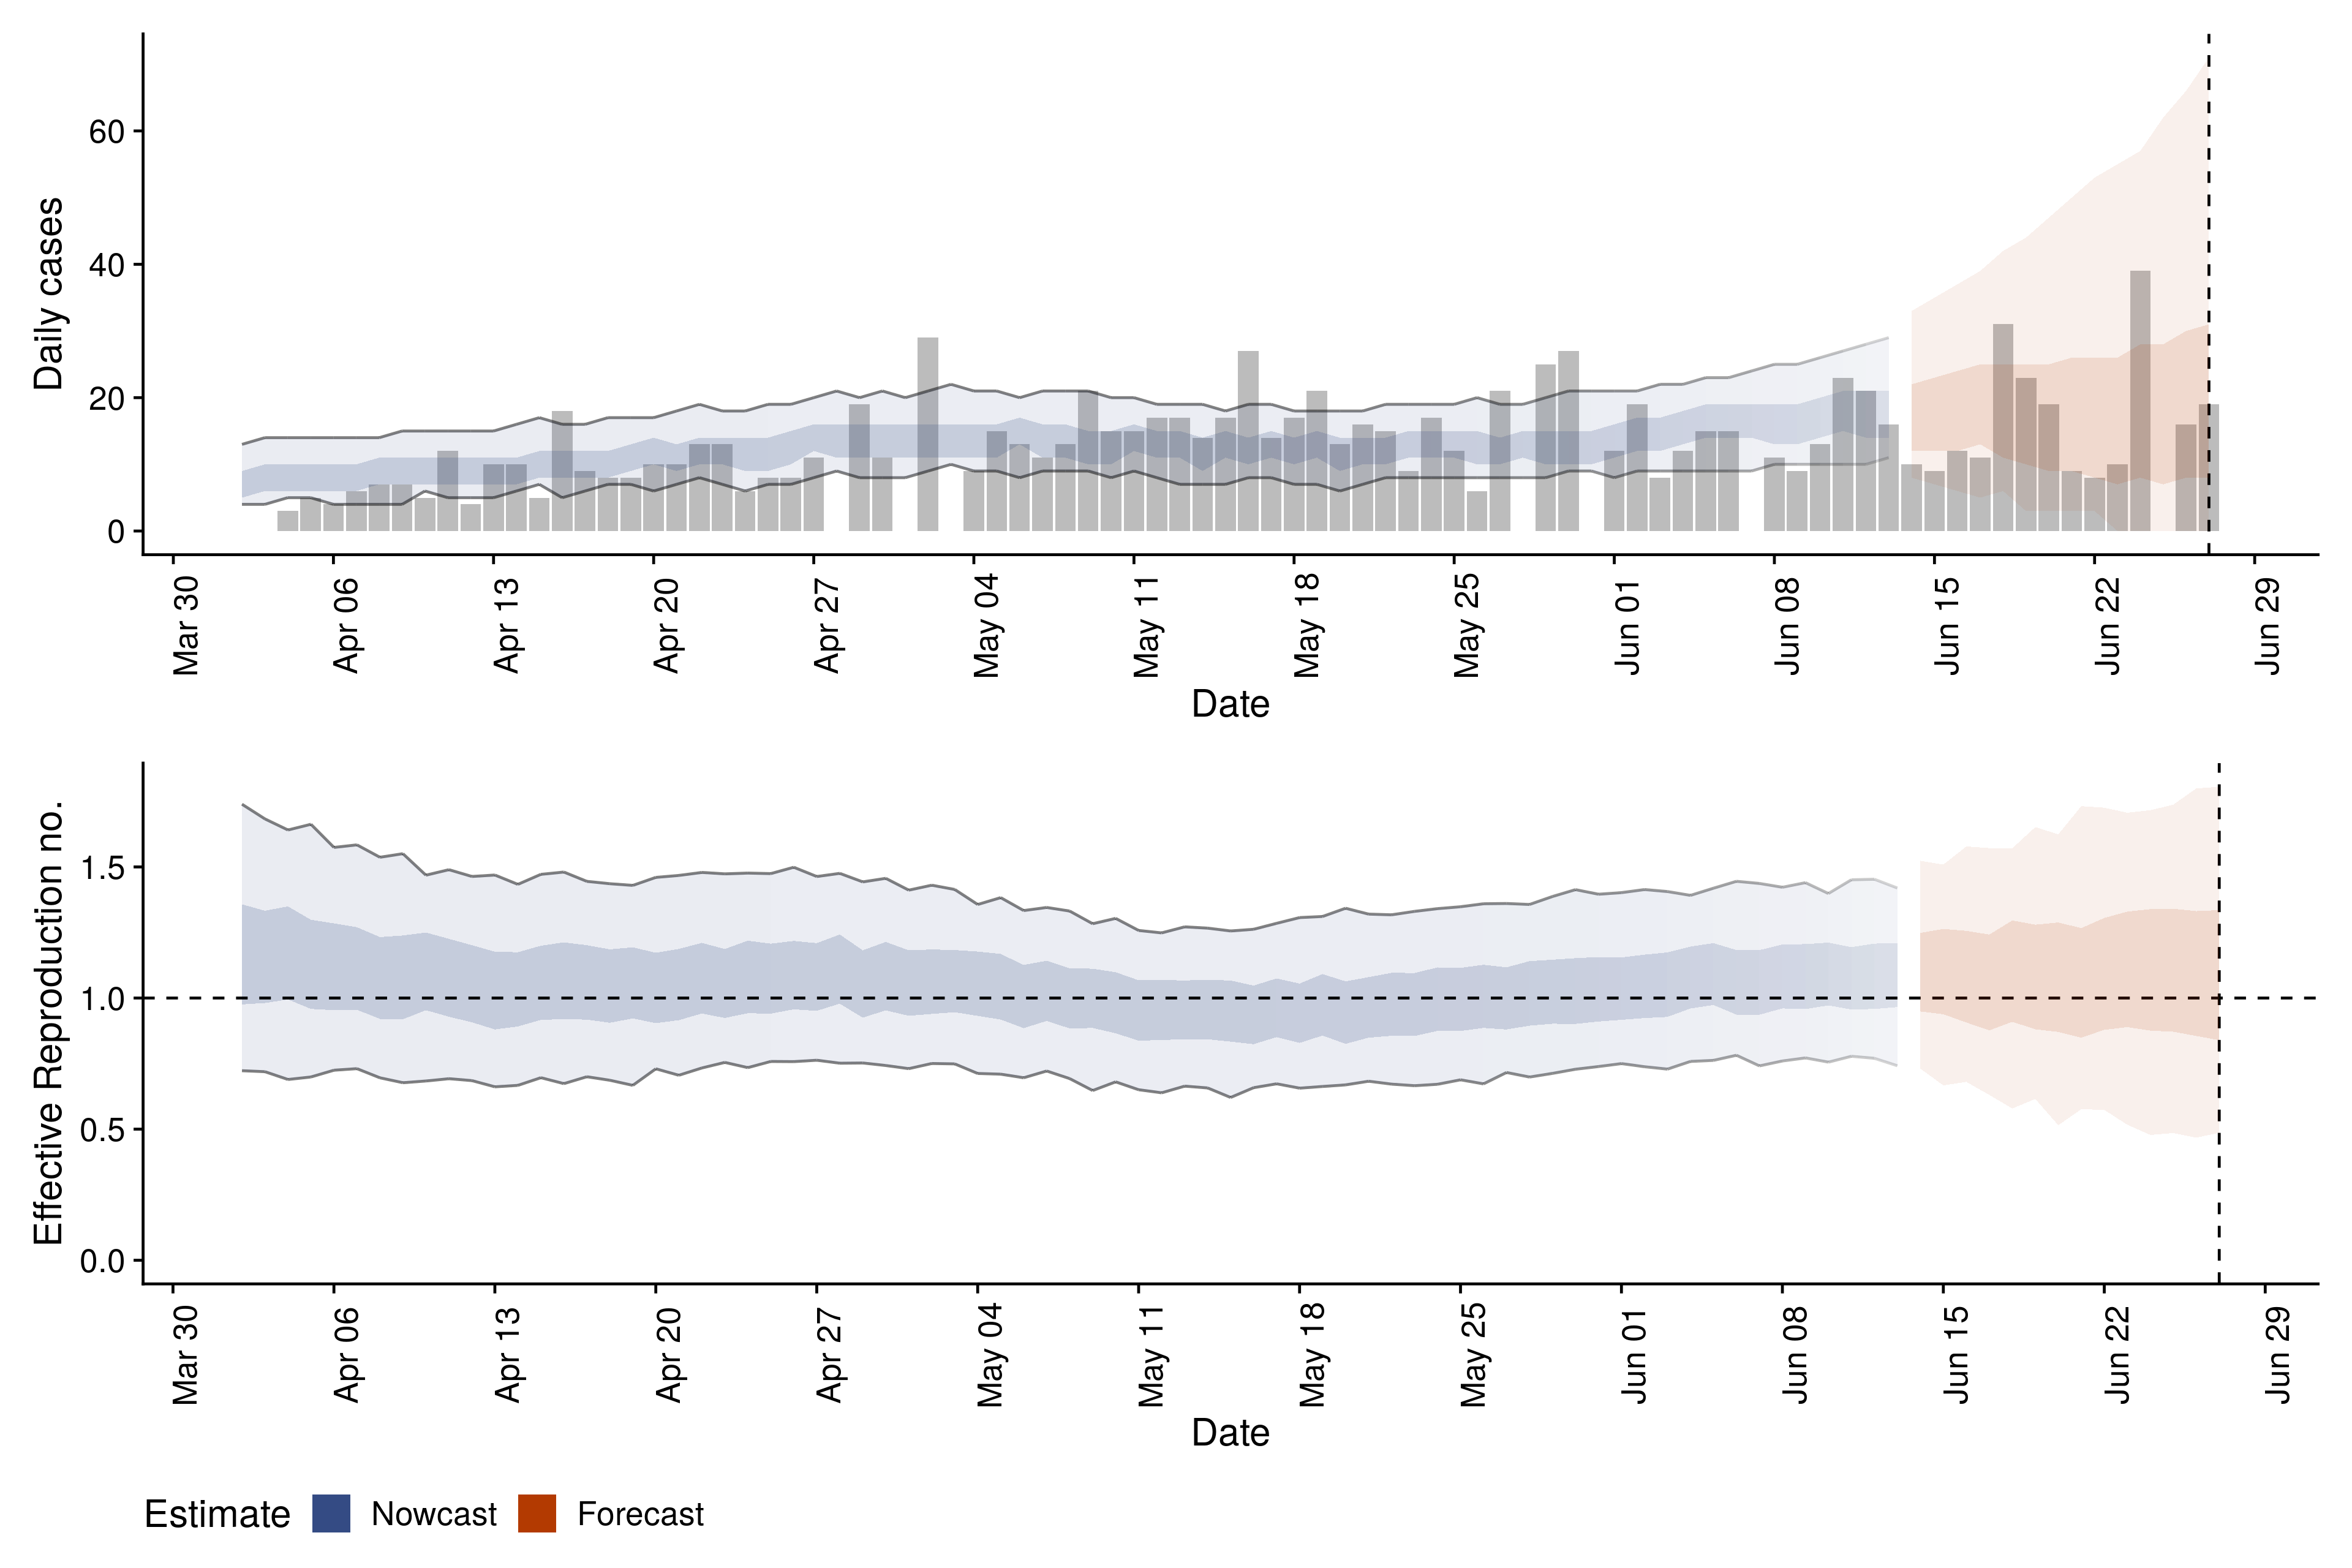 Daily cases
60
40
20
0
Mar 30 Apr 06 Apr 13 Apr 20 Apr 27 May 04 May 11 May 18 May 25 Jun 01 Jun 08 Jun 15 Jun 22 Jun 29
Date
Effective Reproduction no.
1.5
1.0
0.5
0.0
Mar 30 Apr 06 Apr 13 Apr 20 Apr 27 May 04 May 11 May 18 May 25 Jun 01 Jun 08 Jun 15 Jun 22 Jun 29
Date
Estimate Nowcast Forecast